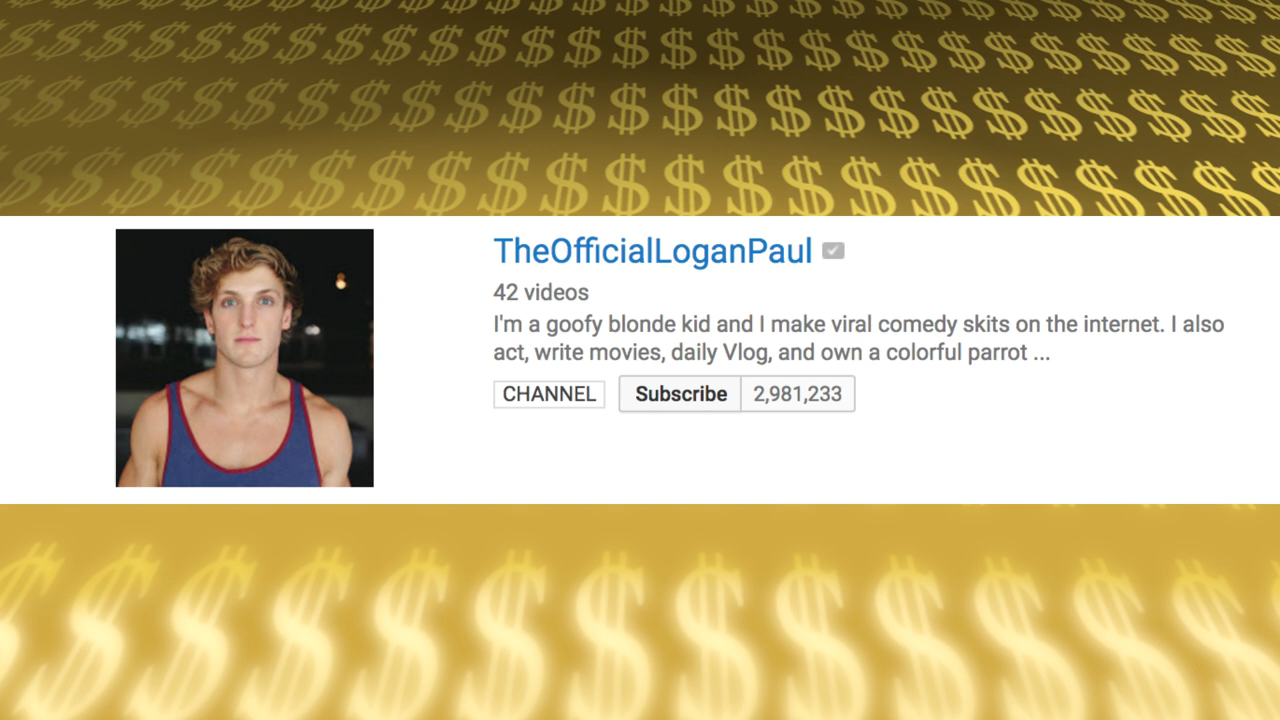 TheOfficialLoganPaul
42 videos
I'm a goofy blonde kid and I make viral comedy skits on the internet. I also
act, write movies, daily Vlog, and own a colorful parrot ...
CHANNEL Subscribe 2,981,233